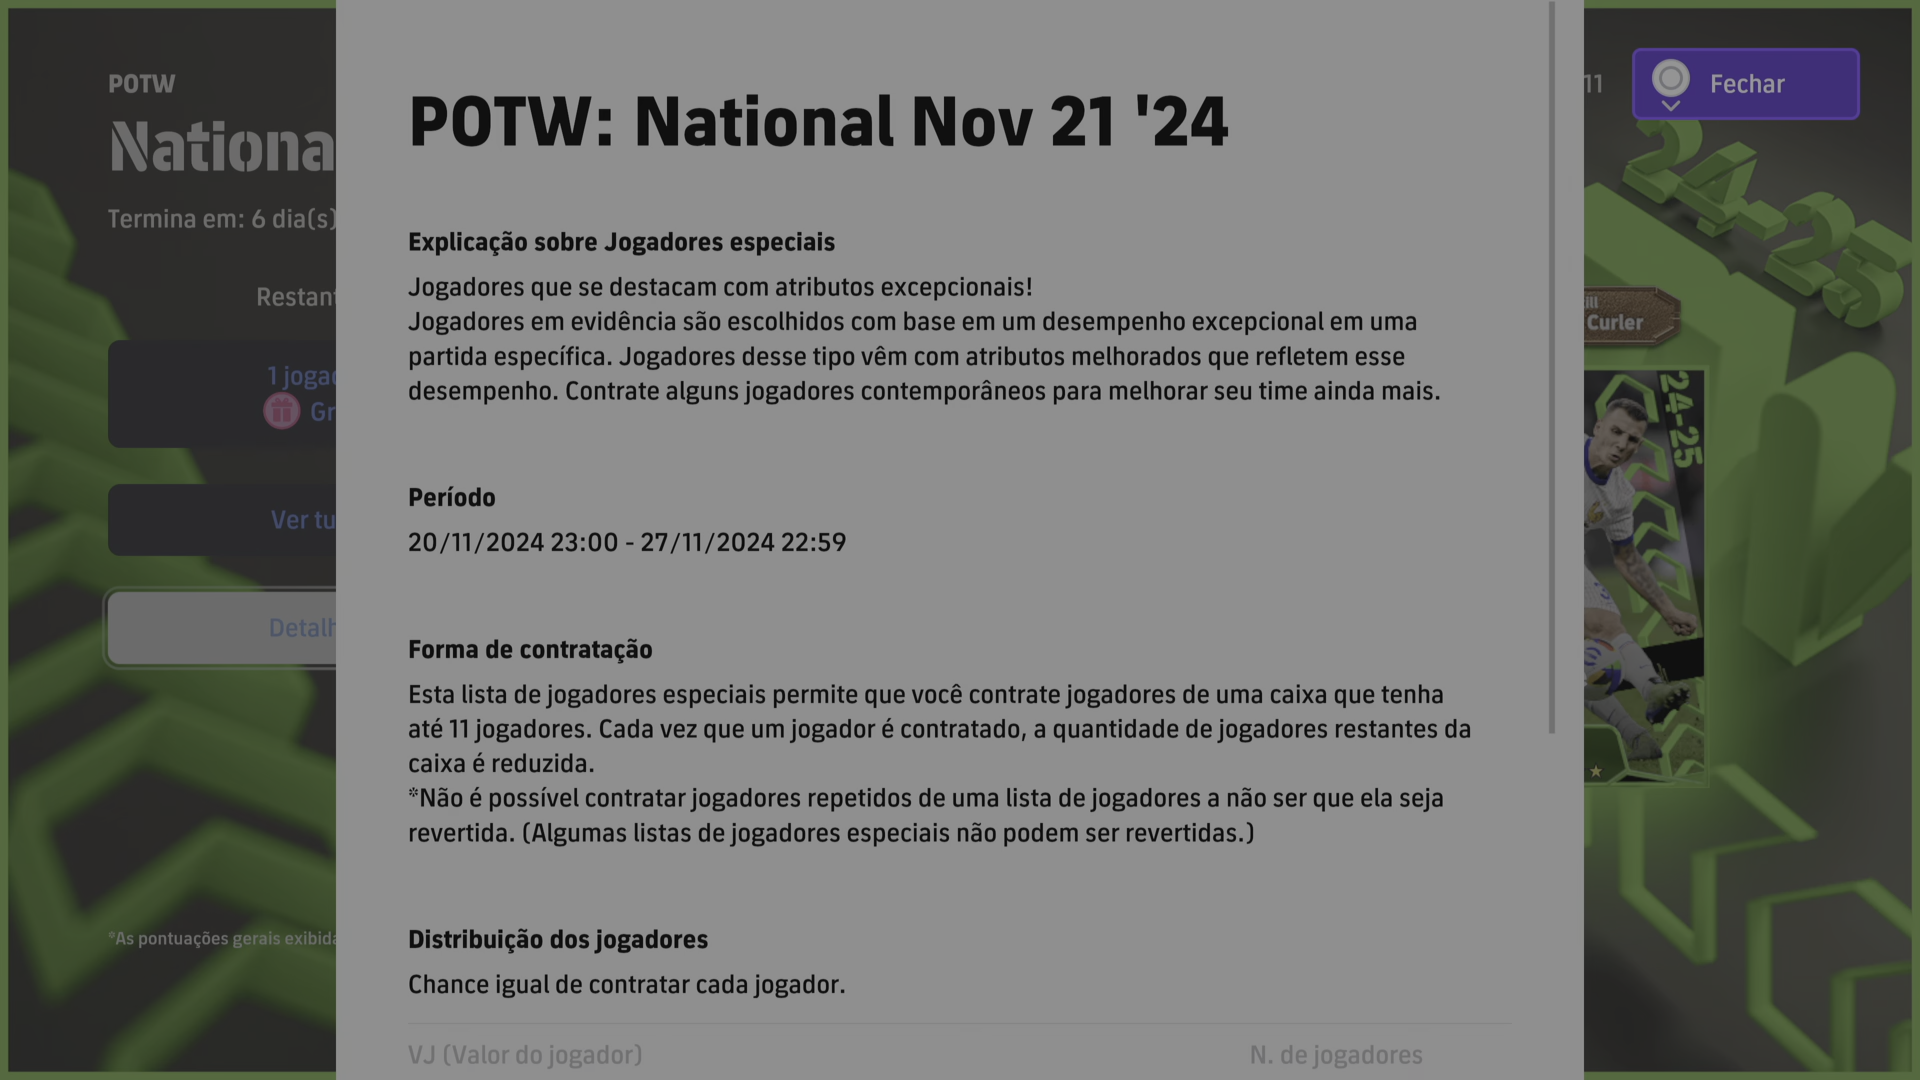 POTW
Nationa
Termina em: 6 dia(s)
Restant
1 jogad
Gr
Ver tu
Detalh
*As pontuações gerais exibida
POTW: National Nov 21 '24
Explicação sobre Jogadores especiais
Jogadores que se destacam com atributos excepcionais!
Jogadores em evidência são escolhidos com base em um desempenho excepcional em uma
partida específica. Jogadores desse tipo vêm com atributos melhorados que refletem esse
desempenho. Contrate alguns jogadores contemporâneos para melhorar seu time ainda mais.
Período
20/11/2024 23:00 - 27/11/2024 22:59
Forma de contratação
Esta lista de jogadores especiais permite que você contrate jogadores de uma caixa que tenha
até 11 jogadores. Cada vez que um jogador é contratado, a quantidade de jogadores restantes da
caixa é reduzida.
*Não é possível contratar jogadores repetidos de uma lista de jogadores a não ser que ela seja
revertida. (Algumas listas de jogadores especiais não podem ser revertidas.)
Distribuição dos jogadores
Chance igual de contratar cada jogador.
VJ (Valor do jogador) N. de jogadores
11
Fechar
24-25
ill
Curler
24-25